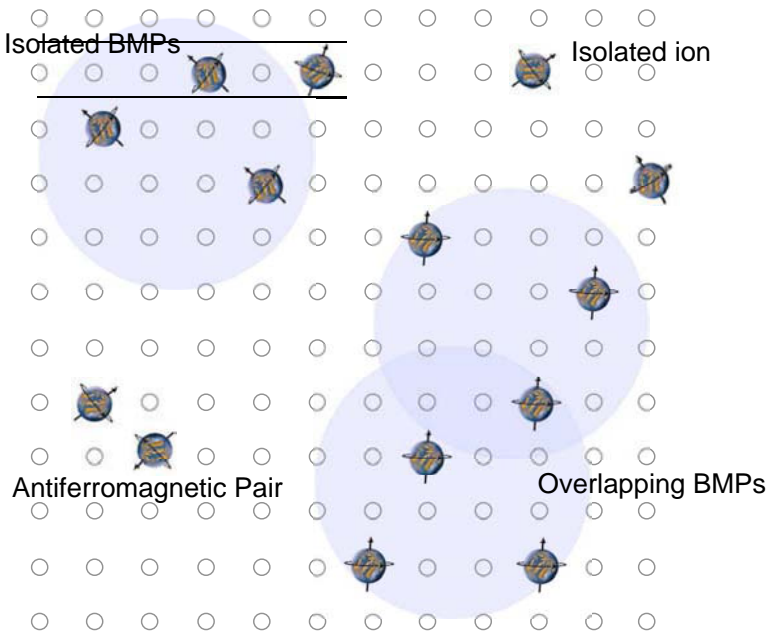 Isolated BMPs
Isolated ion
Antiferromagnetic Pair
Overlapping BMPs